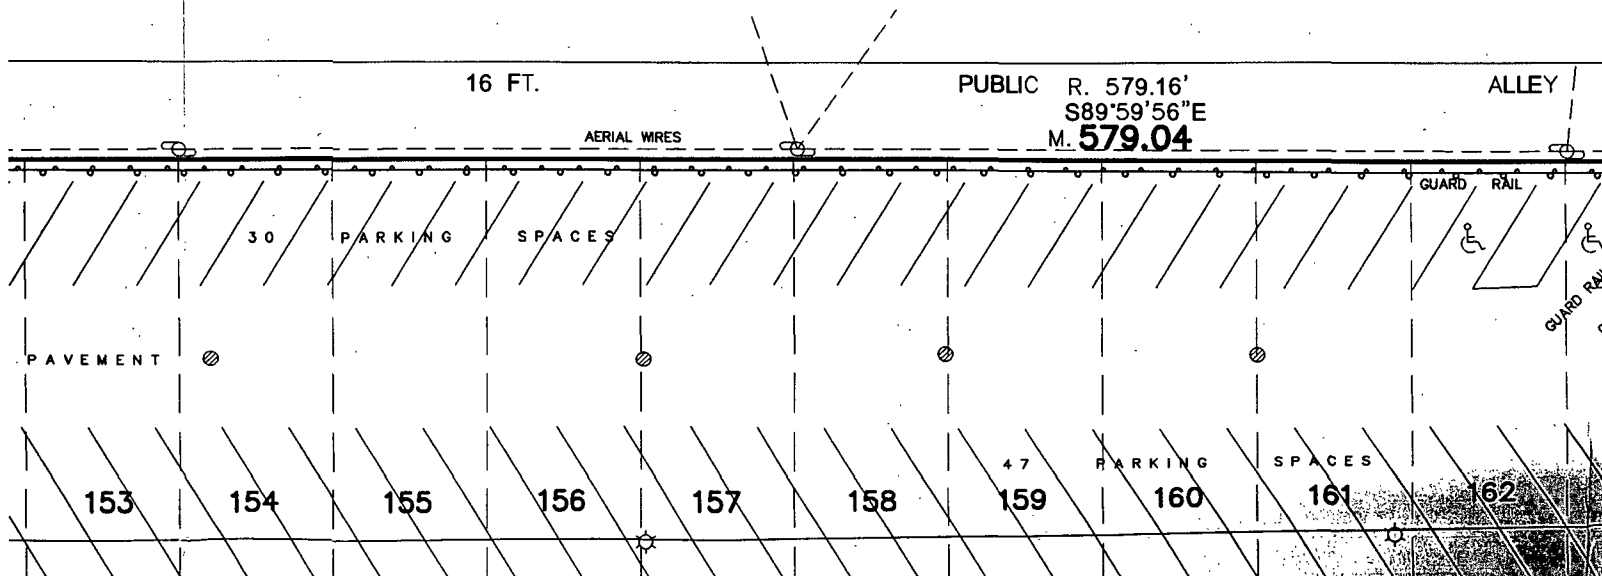 16 FT. PUBLIC R. 579.16' ALLEY
S89°59'56"E
AERIAL WIRES M. 579.04
GUARD RAIL
30 PARKING SPACES
GUARD RAIL
PAVEMENT
47 PARKING SPACES
153 154 155 156 157 158 159 160 161 162